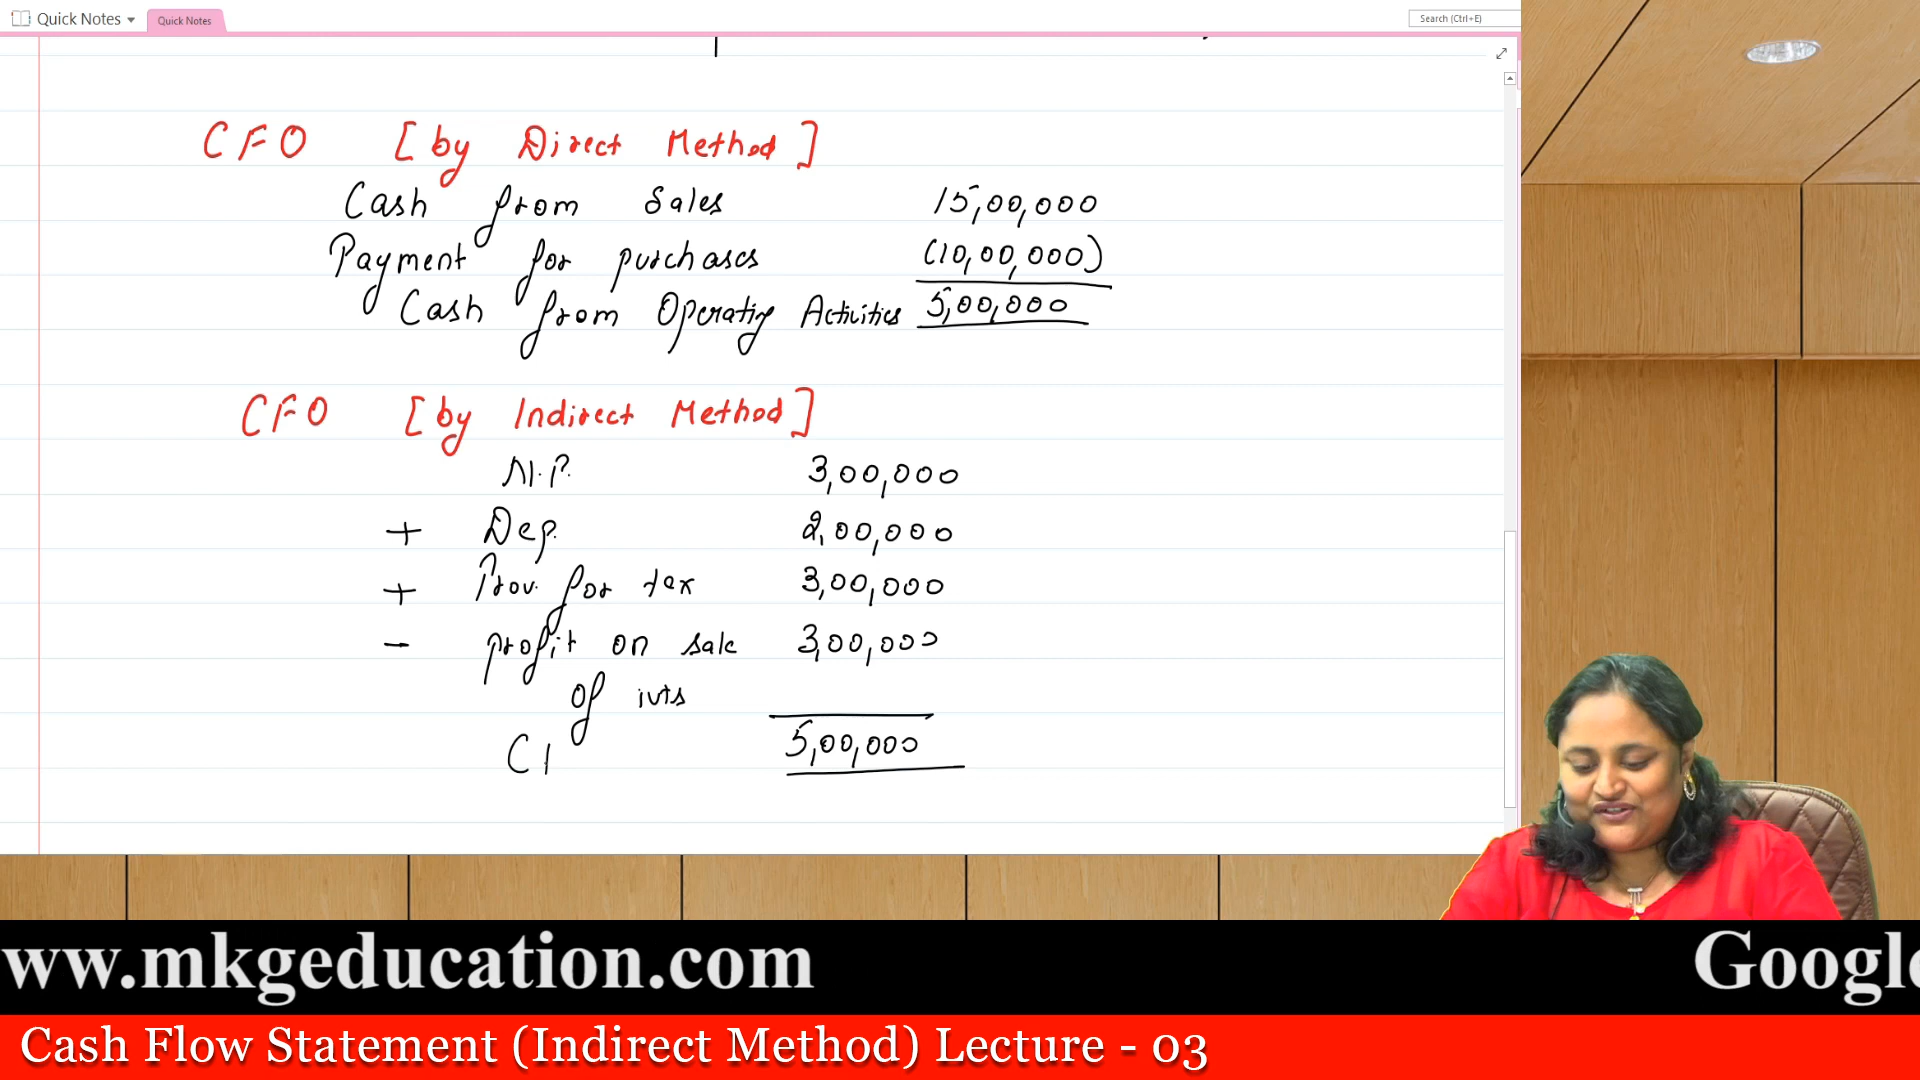 Quick Notes
Quick Notes
Search (Ctrl+E)
CFO [by Direct Method]
Cash from Sales 15,00,000
Payment for purchases (10,00,000)
Cash from Operating Activities 5,00,000
CFO [by Indirect Method]
N.P. 3,00,000
+ Dep. 2,00,000
+ Prov. for tax 3,00,000
- profit on sale 3,00,000
of ivts
C 5,00,000
ww.mkgeducation.com
Google
Cash Flow Statement (Indirect Method) Lecture - 03